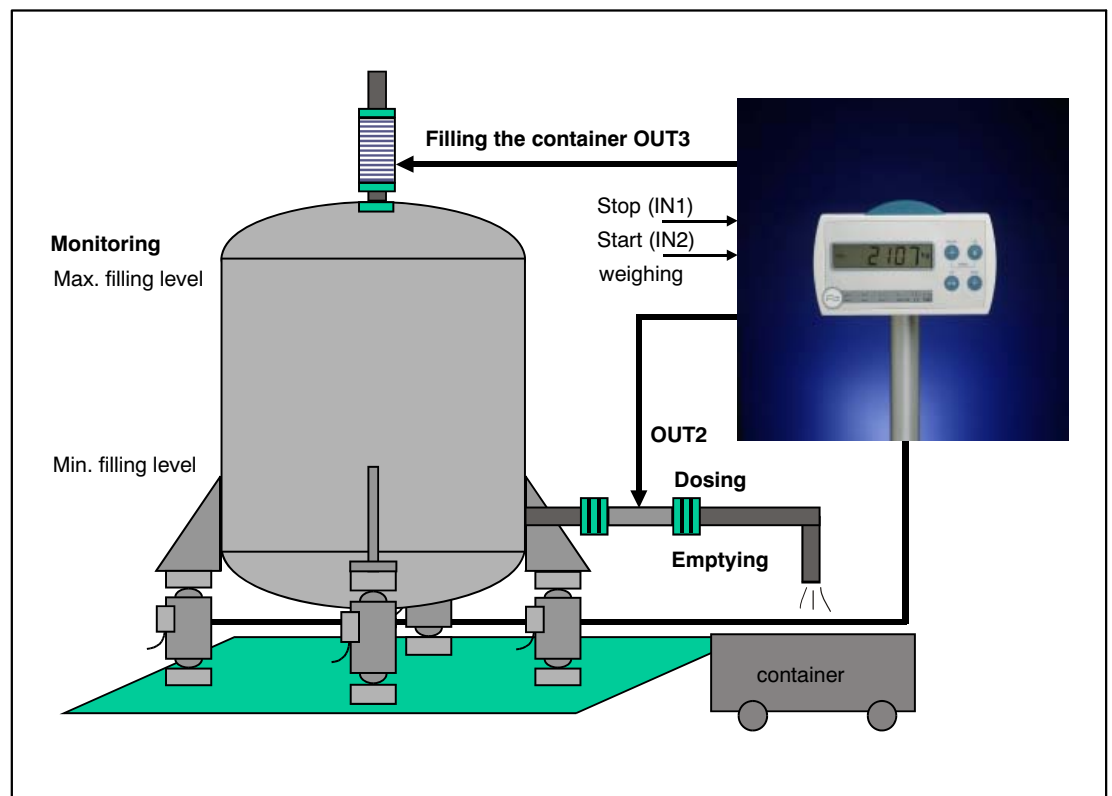 Filling the container OUT3
Stop (IN1)
Start (IN2)
weighing
Monitoring
Max. filling level
2107
Min. filling level
OUT2
Dosing
Emptying
container